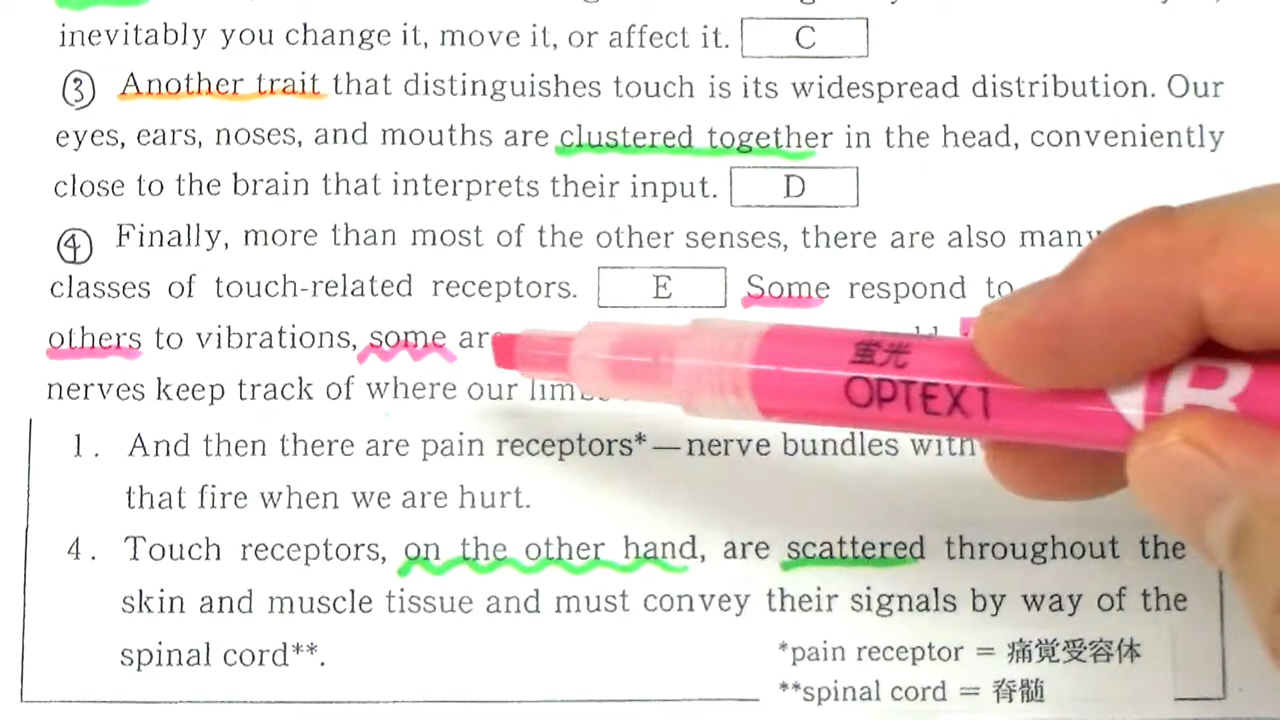 inevitably you change it, move it, or affect it. C
③ Another trait that distinguishes touch is its widespread distribution. Our
eyes, ears, noses, and mouths are clustered together in the head, conveniently
close to the brain that interprets their input. D
④ Finally, more than most of the other senses, there are also many
classes of touch-related receptors. E Some respond to
others to vibrations, some
nerves keep track of where our
蛍光
OPTEX 1
1. And then there are pain receptors*—nerve bundles with
that fire when we are hurt.
4. Touch receptors, on the other hand, are scattered throughout the
skin and muscle tissue and must convey their signals by way of the
spinal cord**.
*pain receptor = 痛覚受容体
**spinal cord = 脊髄